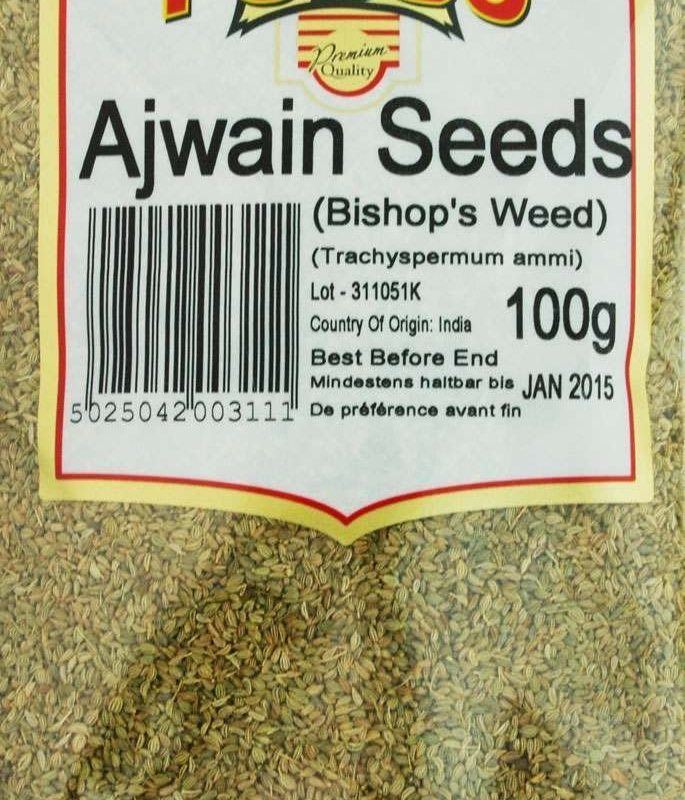 Premium
Quality
Ajwain Seeds
(Bishop's Weed)
(Trachyspermum ammi)
Lot - 311051K
Country Of Origin: India
100g
Best Before End
Mindestens haltbar bis
JAN 2015
De préférence avant fin
5025042003111